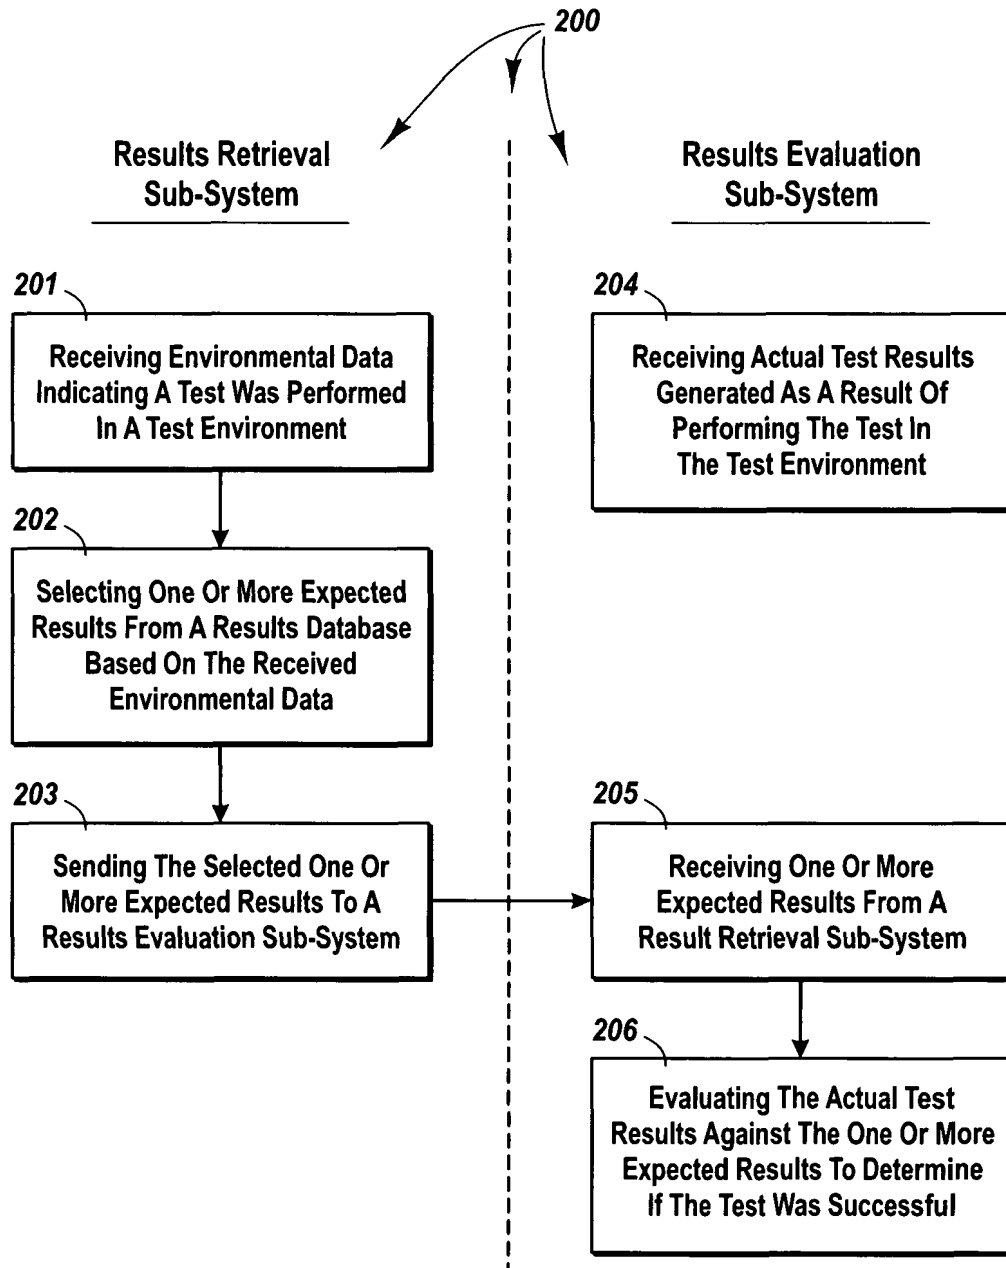 200
Results Retrieval
Sub-System
Results Evaluation
Sub-System
201
Receiving Environmental Data
Indicating A Test Was Performed
In A Test Environment
202
Selecting One Or More Expected
Results From A Results Database
Based On The Received
Environmental Data
203
Sending The Selected One Or
More Expected Results To A
Results Evaluation Sub-System
204
Receiving Actual Test Results
Generated As A Result Of
Performing The Test In
The Test Environment
205
Receiving One Or More
Expected Results From A
Result Retrieval Sub-System
206
Evaluating The Actual Test
Results Against The One Or More
Expected Results To Determine
If The Test Was Successful